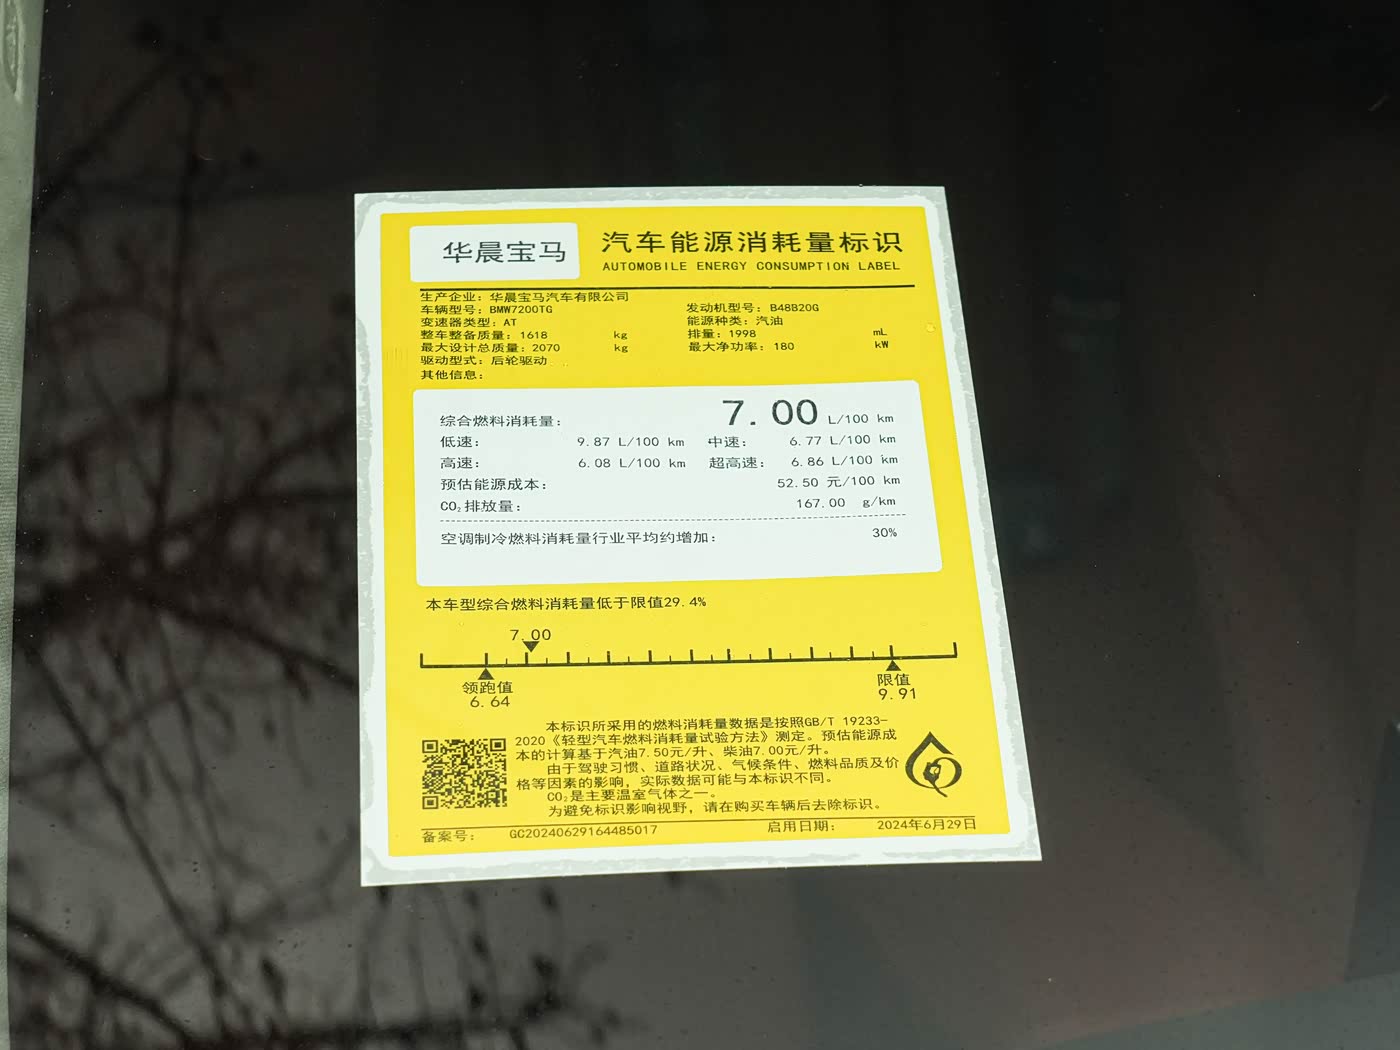 华晨宝马
汽车能源消耗量标识
AUTOMOBILE ENERGY CONSUMPTION LABEL
生产企业：华晨宝马汽车有限公司
车辆型号：BMW7200TG 发动机型号：B48B20G
变速器类型：AT 能源种类：汽油
整车整备质量：1618 kg 排量：1998 mL
最大设计总质量：2070 kg 最大净功率：180 kW
驱动型式：后轮驱动
其他信息：
综合燃料消耗量： 7.00 L/100 km
低速： 9.87 L/100 km 中速： 6.77 L/100 km
高速： 6.08 L/100 km 超高速： 6.86 L/100 km
预估能源成本： 52.50 元/100 km
CO₂排放量： 167.00 g/km
空调制冷燃料消耗量行业平均约增加： 30%
本车型综合燃料消耗量低于限值29.4%
7.00
领跑值 限值
6.64 9.91
本标识所采用的燃料消耗量数据是按照GB/T 19233-
2020《轻型汽车燃料消耗量试验方法》测定。预估能源成
本的计算基于汽油7.50元/升、柴油7.00元/升。
由于驾驶习惯、道路状况、气候条件、燃料品质及价
格等因素的影响，实际数据可能与本标识不同。
CO₂是主要温室气体之一。
为避免标识影响视野，请在购买车辆后去除标识。
备案号： GC20240629164485017 启用日期： 2024年6月29日